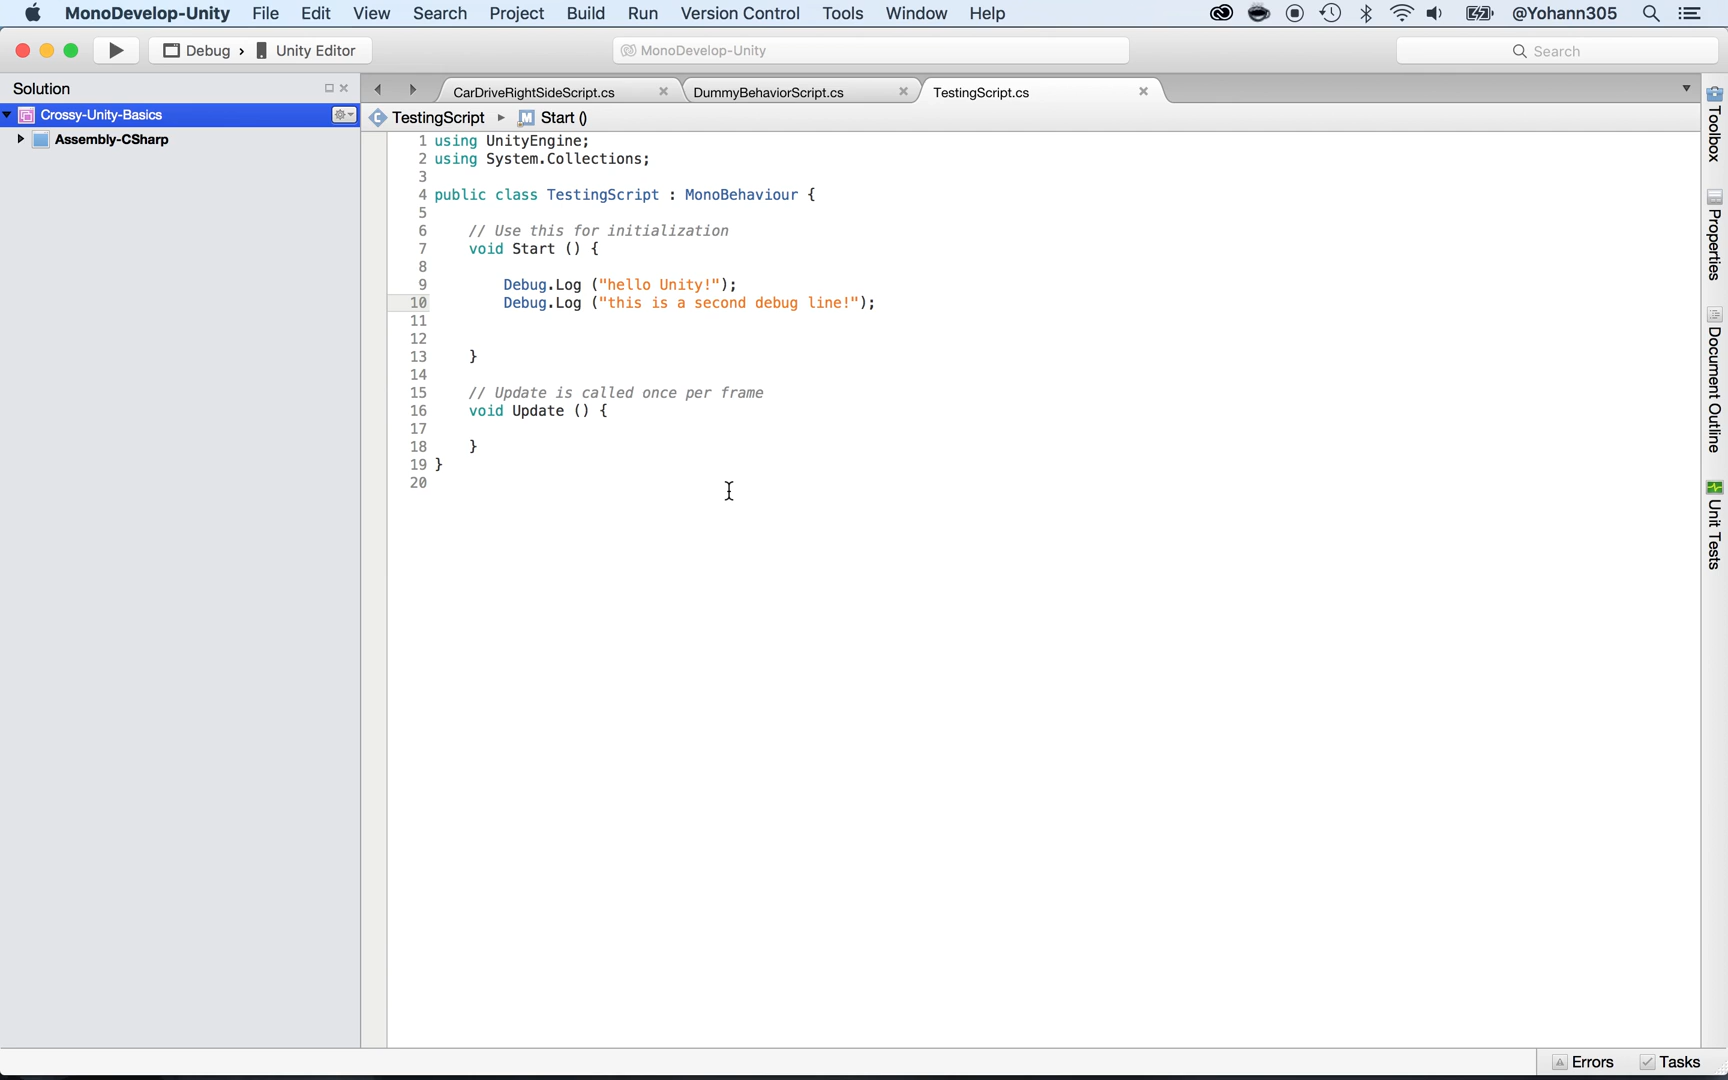 MonoDevelop-Unity File Edit View Search Project Build Run Version Control Tools Window Help @Yohann305
Debug › Unity Editor MonoDevelop-Unity Search
Solution
Crossy-Unity-Basics
Assembly-CSharp
CarDriveRightSideScript.cs DummyBehaviorScript.cs TestingScript.cs
TestingScript ▸ M Start ()
1 using UnityEngine;
2 using System.Collections;
3
4 public class TestingScript : MonoBehaviour {
5
6 // Use this for initialization
7 void Start () {
8
9 Debug.Log ("hello Unity!");
10 Debug.Log ("this is a second debug line!");
11
12
13 }
14
15 // Update is called once per frame
16 void Update () {
17
18 }
19 }
20
Toolbox
Properties
Document Outline
Unit Tests
Errors Tasks